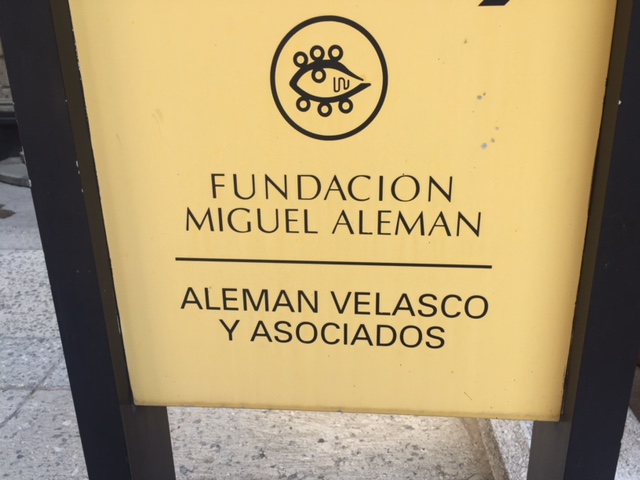 FUNDACION
MIGUEL ALEMAN
ALEMAN VELASCO
Y ASOCIADOS